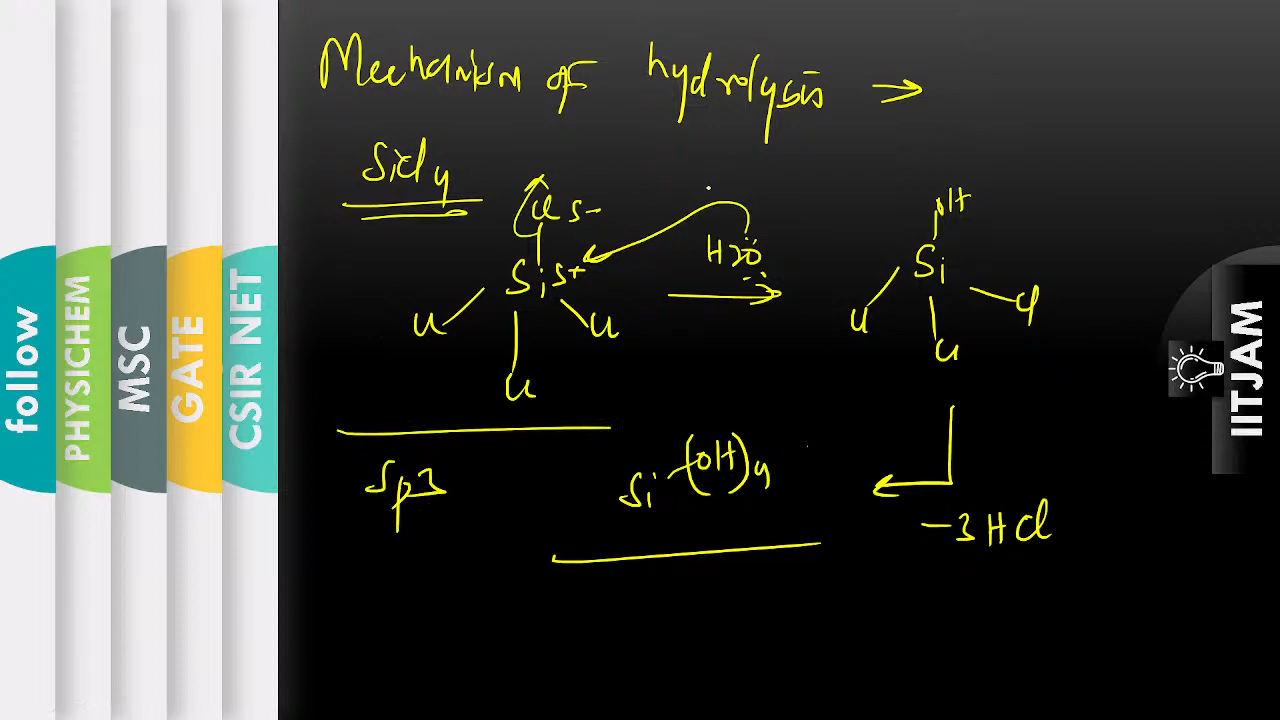 follow
PHYSICHEM
MSC
GATE
CSIR NET
Mechanism of hydrolysis →
SiCl4
Cl δ-
Si δ+
Cl
Cl
Cl
H2O
→
OH
Si
Cl
Cl
Cl
-3HCl
Si(OH)4
Sp3
IITJAM